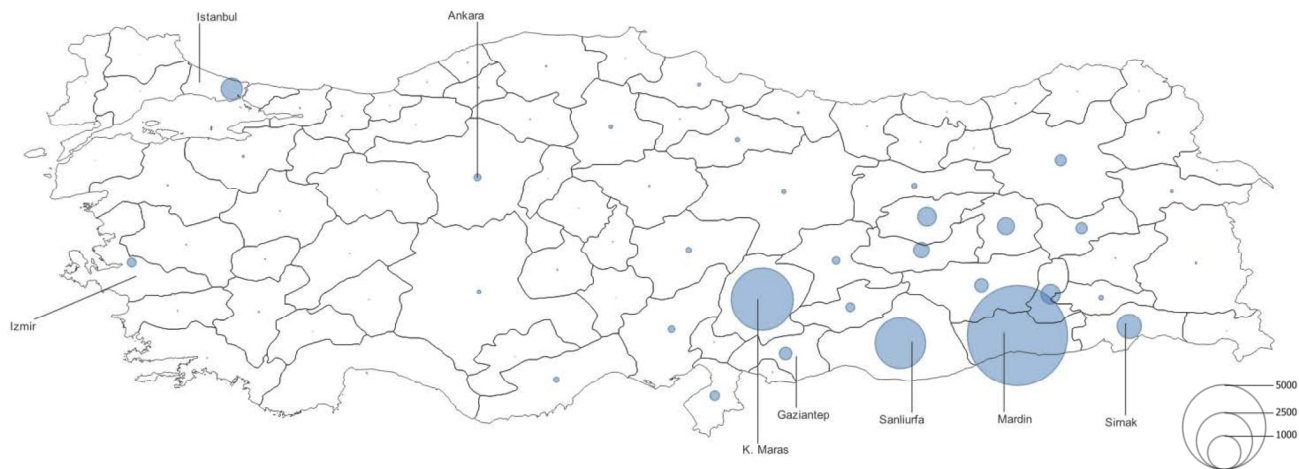 Istanbul
Ankara
Izmir
Gaziantep
Sanliurfa
Mardin
Sirnak
K. Maras
5000
2500
1000